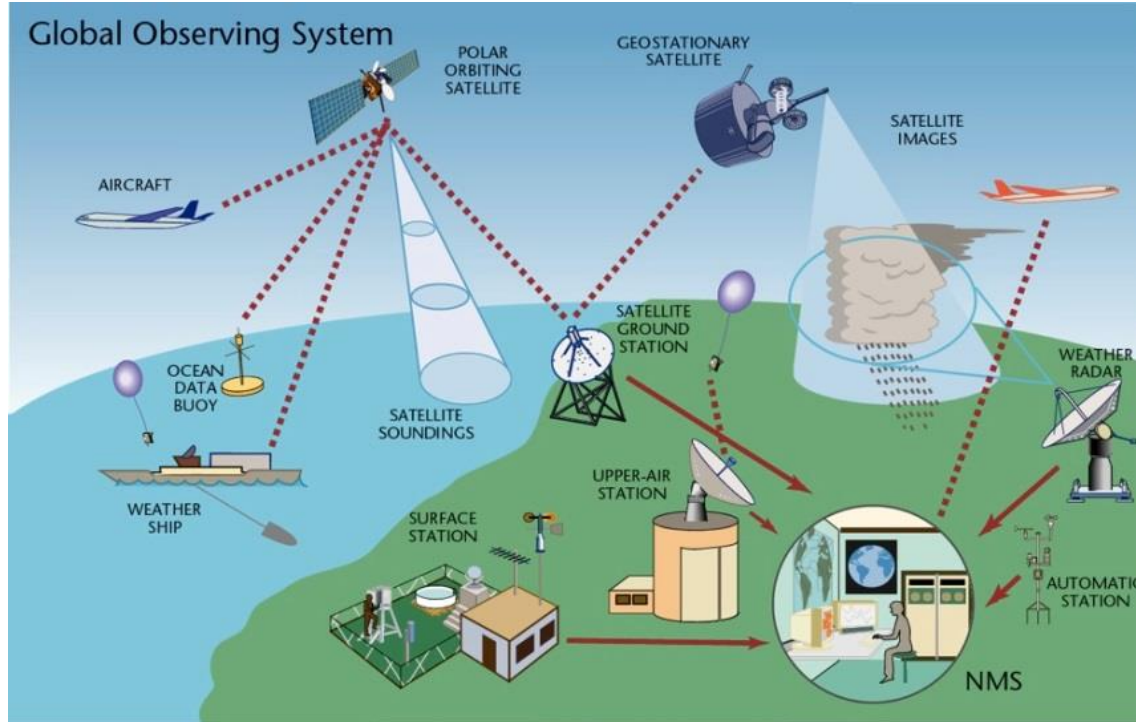 Global Observing System
POLAR
ORBITING
SATELLITE
GEOSTATIONARY
SATELLITE
SATELLITE
IMAGES
AIRCRAFT
SATELLITE
GROUND
STATION
WEATHER
RADAR
OCEAN
DATA
BUOY
SATELLITE
SOUNDINGS
UPPER-AIR
STATION
WEATHER
SHIP
SURFACE
STATION
AUTOMATIC
STATION
NMS